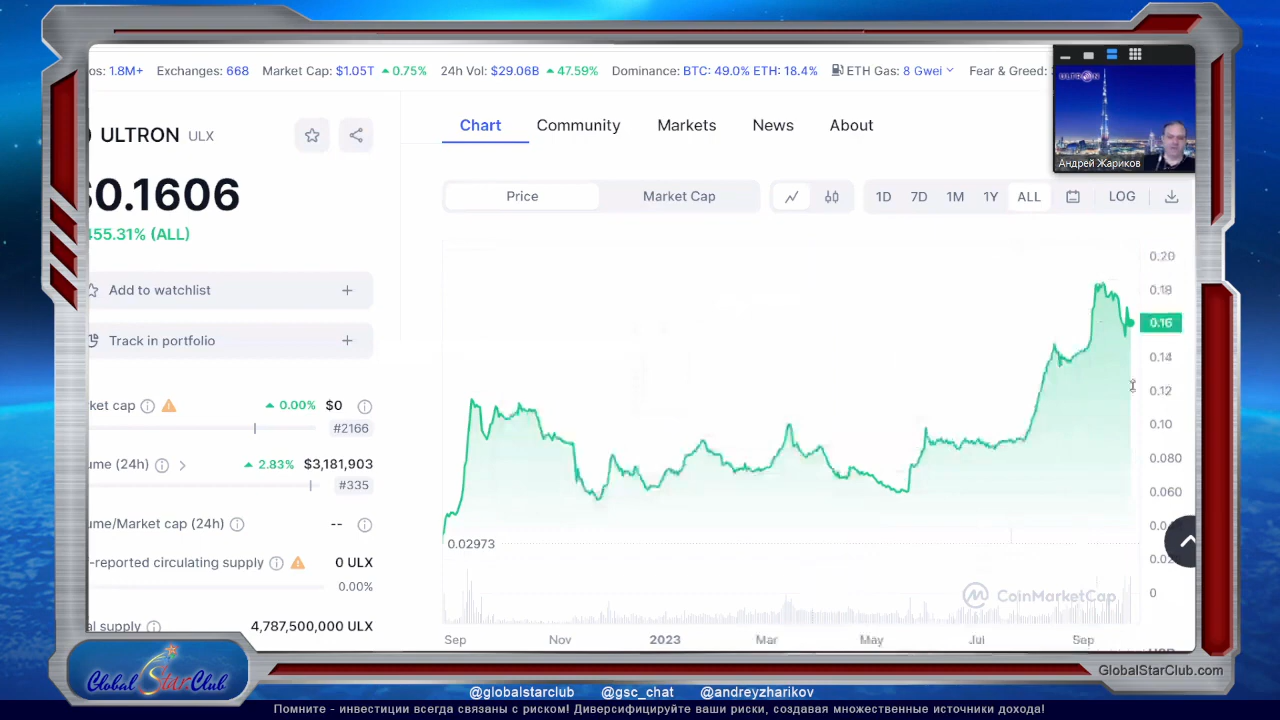 os: 1.8M+ Exchanges: 668 Market Cap: $1.05T 0.75% 24h Vol: $29.06B 47.59% Dominance: BTC: 49.0% ETH: 18.4% ETH Gas: 8 Gwei Fear & Greed:
ULTRON
Андрей Жариков
ULTRON ULX
$0.1606
455.31% (ALL)
Add to watchlist
Track in portfolio
ket cap 0.00% $0
#2166
ume (24h) 2.83% $3,181,903
#335
ume/Market cap (24h) --
-reported circulating supply 0 ULX
0.00%
al supply 4,787,500,000 ULX
Chart Community Markets News About
Price Market Cap 1D 7D 1M 1Y ALL LOG
0.20
0.18
0.16
0.14
0.12
0.10
0.080
0.060
0.0
0.0
0
0.02973
CoinMarketCap
Sep Nov 2023 Mar May Jul Sep
Global Star Club
GlobalStarClub.com
@globalstarclub @gsc_chat @andreyzharikov
Помните - инвестиции всегда связаны с риском! Диверсифицируйте ваши риски, создавая множественные источники дохода!